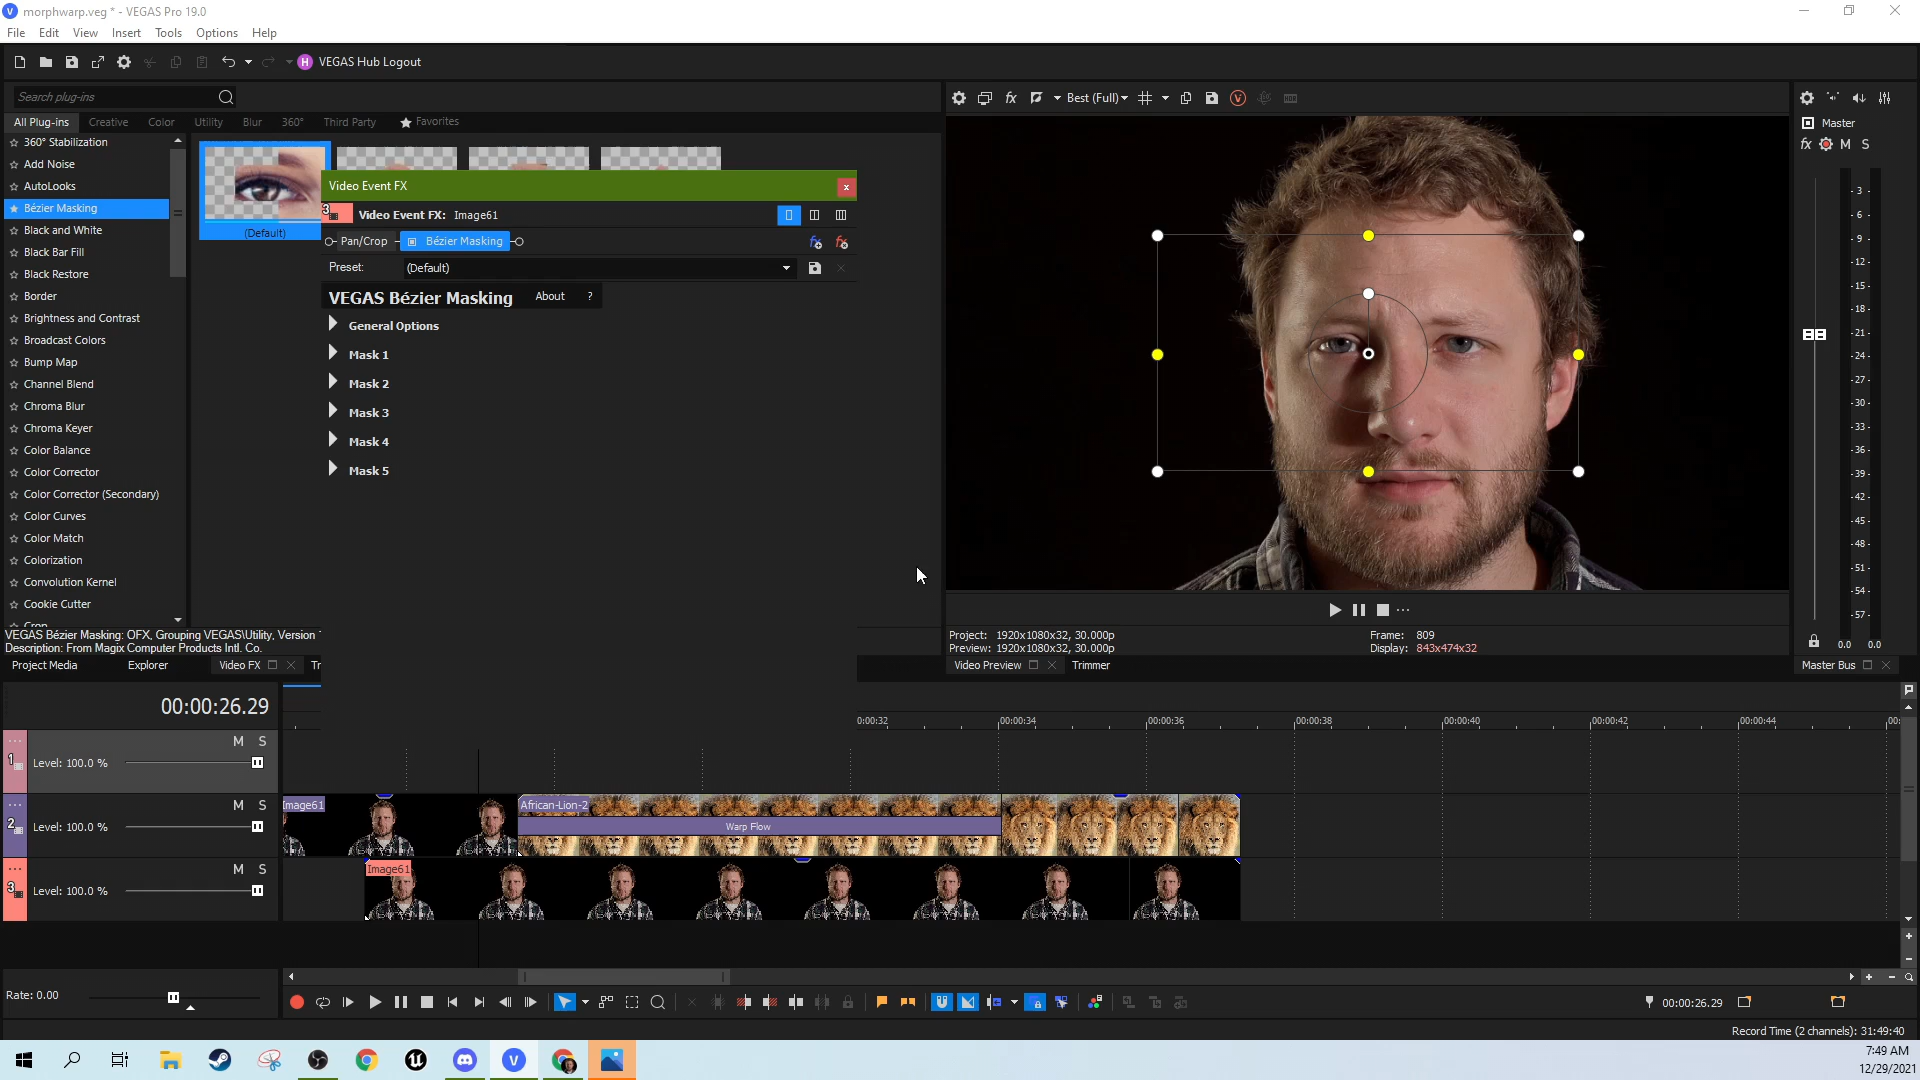 morphwarp.veg * - VEGAS Pro 19.0
File Edit View Insert Tools Options Help
VEGAS Hub Logout
Search plug-ins
All Plug-ins Creative Color Utility Blur 360° Third Party Favorites
360° Stabilization
Add Noise
AutoLooks
Bézier Masking
Black and White
Black Bar Fill
Black Restore
Border
Brightness and Contrast
Broadcast Colors
Bump Map
Channel Blend
Chroma Blur
Chroma Keyer
Color Balance
Color Corrector
Color Corrector (Secondary)
Color Curves
Color Match
Colorization
Convolution Kernel
Cookie Cutter
Crop
(Default)
Video Event FX
Video Event FX: Image61
Pan/Crop Bézier Masking
Preset: (Default)
VEGAS Bézier Masking About ?
General Options
Mask 1
Mask 2
Mask 3
Mask 4
Mask 5
VEGAS Bézier Masking: OFX, Grouping VEGAS\Utility, Version
Description: From Magix Computer Products Intl. Co.
Project Media Explorer Video FX Tr
Best (Full)
Project: 1920x1080x32, 30.000p
Preview: 1920x1080x32, 30.000p
Frame: 809
Display: 843x474x32
Video Preview Trimmer
Master
fx M S
- 3 -
- 6 -
- 9 -
-12-
-15-
-18-
-21-
-24-
-27-
-30-
-33-
-36-
-39-
-42-
-45-
-48-
-51-
-54-
-57-
0.0 0.0
Master Bus
00:00:26.29
0:00:32 00:00:34 00:00:36 00:00:38 00:00:40 00:00:42 00:00:44 00:
1 M S
Level: 100.0 %
2 M S
Level: 100.0 %
Image61 African-Lion-2
Warp Flow
3 M S
Level: 100.0 %
Image61
Rate: 0.00
00:00:26.29
Record Time (2 channels): 31:49:40
7:49 AM
12/29/2021